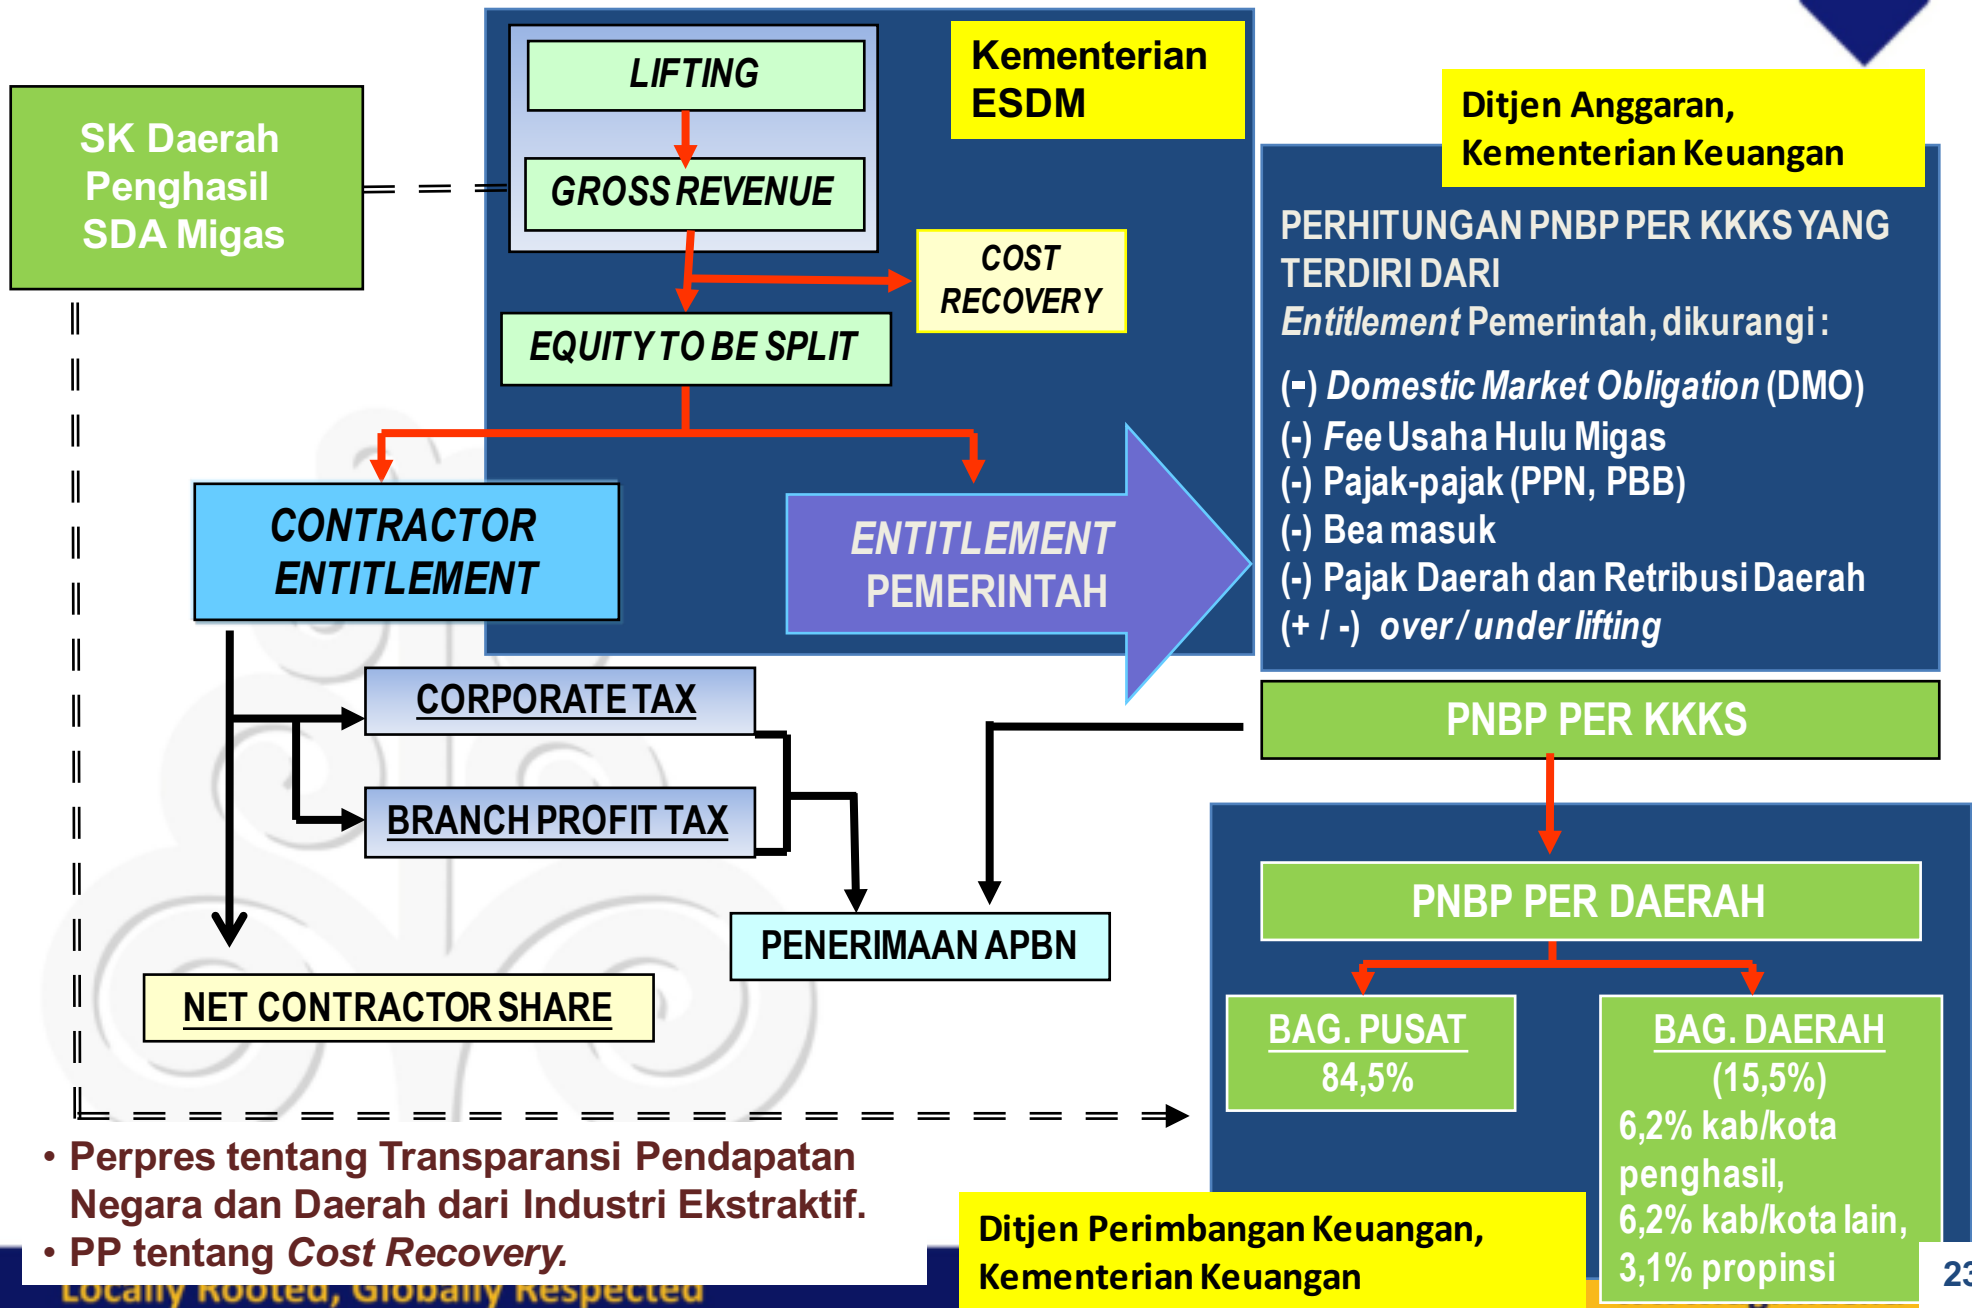 LIFTING
Kementerian
ESDM
Ditjen Anggaran,
Kementerian Keuangan
SK Daerah
Penghasil
SDA Migas
GROSS REVENUE
COST
RECOVERY
EQUITY TO BE SPLIT
PERHITUNGAN PNBP PER KKKS YANG
TERDIRI DARI
Entitlement Pemerintah, dikurangi :
(-) Domestic Market Obligation (DMO)
(-) Fee Usaha Hulu Migas
(-) Pajak-pajak (PPN, PBB)
(-) Bea masuk
(-) Pajak Daerah dan Retribusi Daerah
(+ / -) over / under lifting
CONTRACTOR
ENTITLEMENT
ENTITLEMENT
PEMERINTAH
CORPORATE TAX
BRANCH PROFIT TAX
PNBP PER KKKS
PNBP PER DAERAH
PENERIMAAN APBN
NET CONTRACTOR SHARE
BAG. PUSAT
84,5%
BAG. DAERAH
(15,5%)
6,2% kab/kota
penghasil,
6,2% kab/kota lain,
3,1% propinsi
• Perpres tentang Transparansi Pendapatan
Negara dan Daerah dari Industri Ekstraktif.
• PP tentang Cost Recovery.
Ditjen Perimbangan Keuangan,
Kementerian Keuangan
Locally Rooted, Globally Respected
23